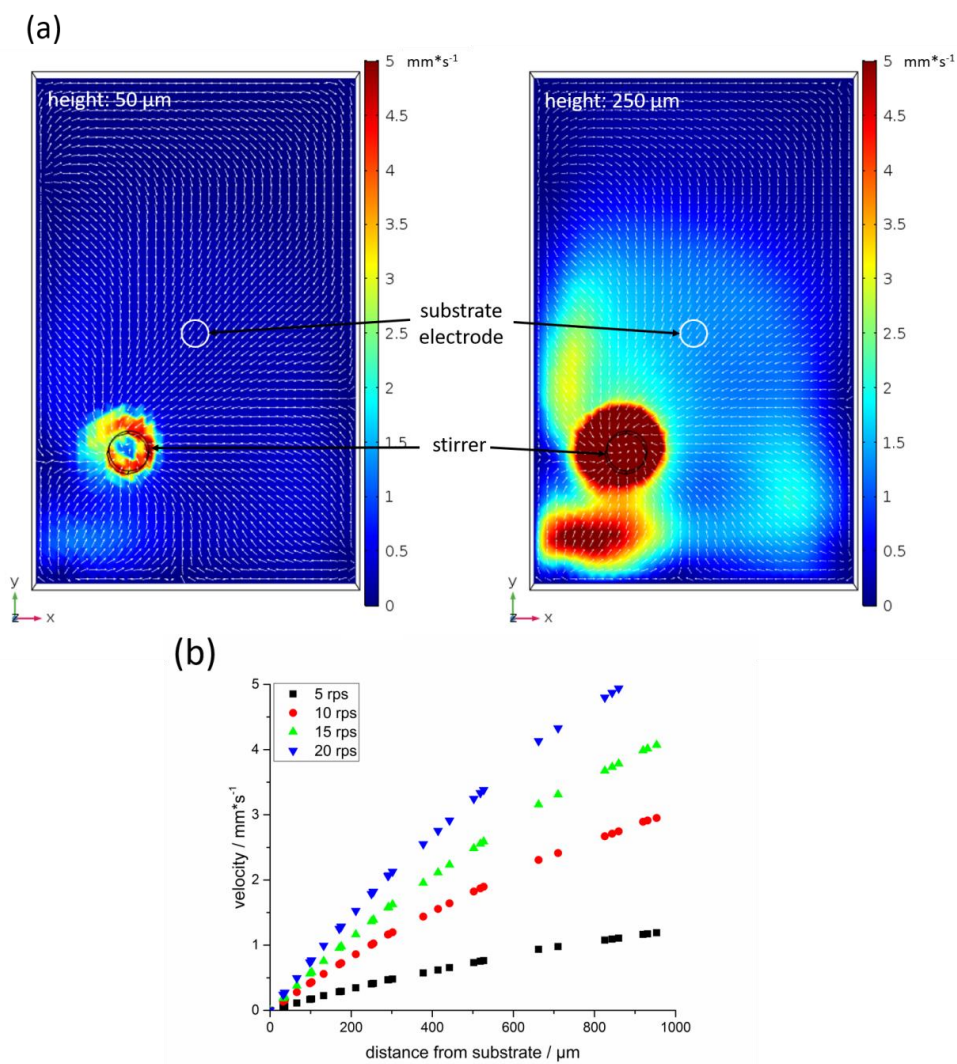 (a)
height: 50 μm
5 mm*s⁻¹
4.5
4
3.5
3
2.5
2
1.5
1
0.5
0
y
z x
substrate
electrode
stirrer
height: 250 μm
5 mm*s⁻¹
4.5
4
3.5
3
2.5
2
1.5
1
0.5
0
y
z x
(b)
5 rps
10 rps
15 rps
20 rps
velocity / mm*s⁻¹
5
4
3
2
1
0
0 200 400 600 800 1000
distance from substrate / μm